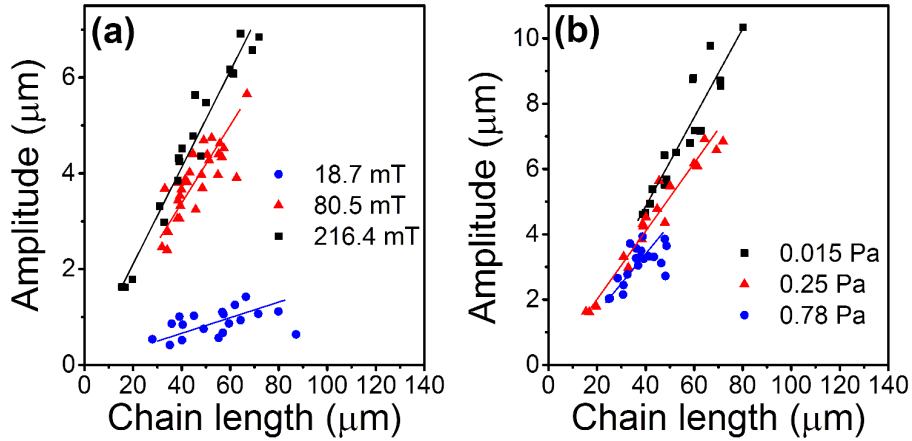 (a)
Amplitude (μm)
6
4
2
0
18.7 mT
80.5 mT
216.4 mT
0 20 40 60 80 100 120 140
Chain length (μm)
(b)
Amplitude (μm)
10
8
6
4
2
0
0.015 Pa
0.25 Pa
0.78 Pa
0 20 40 60 80 100 120 140
Chain length (μm)